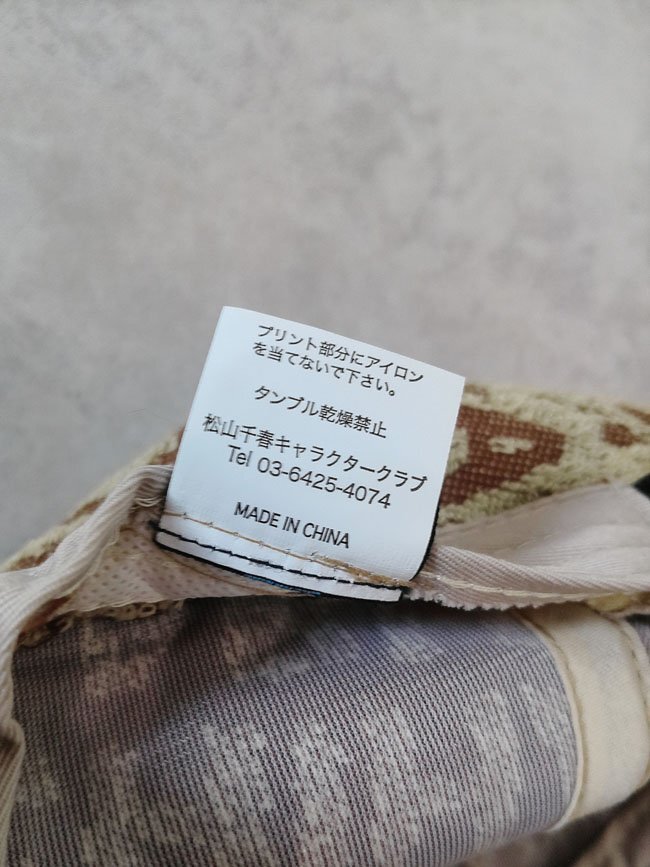 プリント部分にアイロン
を当てないで下さい。
タンブル乾燥禁止
松山千春キャラクタークラブ
Tel 03-6425-4074
MADE IN CHINA